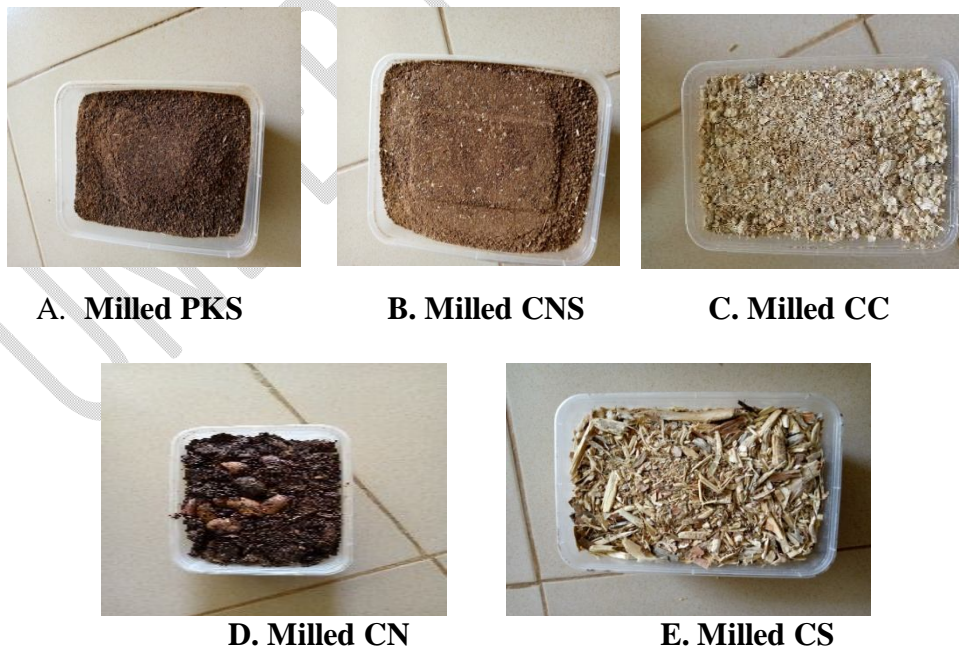 A. Milled PKS
B. Milled CNS
C. Milled CC
D. Milled CN
E. Milled CS